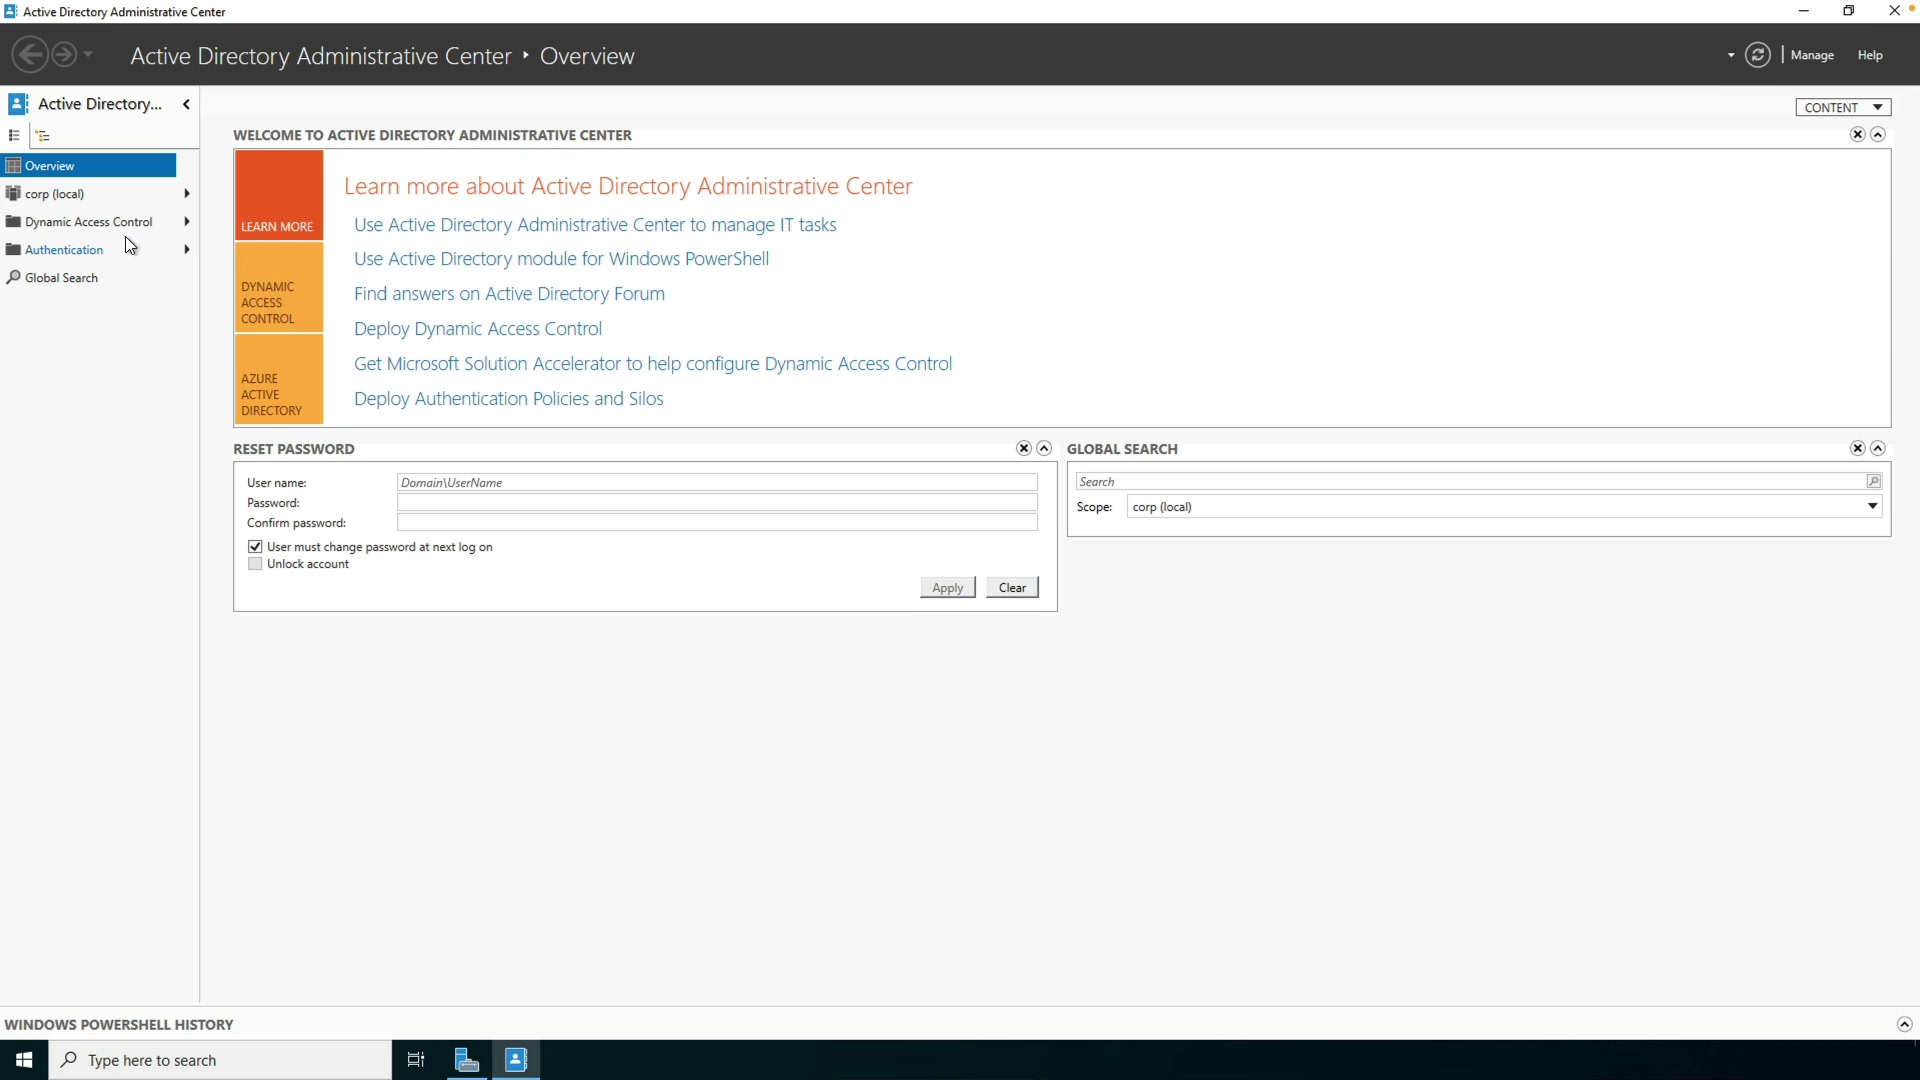 Active Directory Administrative Center
Active Directory Administrative Center ‣ Overview
Manage
Help
Active Directory...
CONTENT
Overview
corp (local)
Dynamic Access Control
Authentication
Global Search
WELCOME TO ACTIVE DIRECTORY ADMINISTRATIVE CENTER
LEARN MORE
DYNAMIC
ACCESS
CONTROL
AZURE
ACTIVE
DIRECTORY
Learn more about Active Directory Administrative Center
Use Active Directory Administrative Center to manage IT tasks
Use Active Directory module for Windows PowerShell
Find answers on Active Directory Forum
Deploy Dynamic Access Control
Get Microsoft Solution Accelerator to help configure Dynamic Access Control
Deploy Authentication Policies and Silos
RESET PASSWORD
User name:
Domain\UserName
Password:
Confirm password:
User must change password at next log on
Unlock account
Apply
Clear
GLOBAL SEARCH
Search
Scope:
corp (local)
WINDOWS POWERSHELL HISTORY
Type here to search